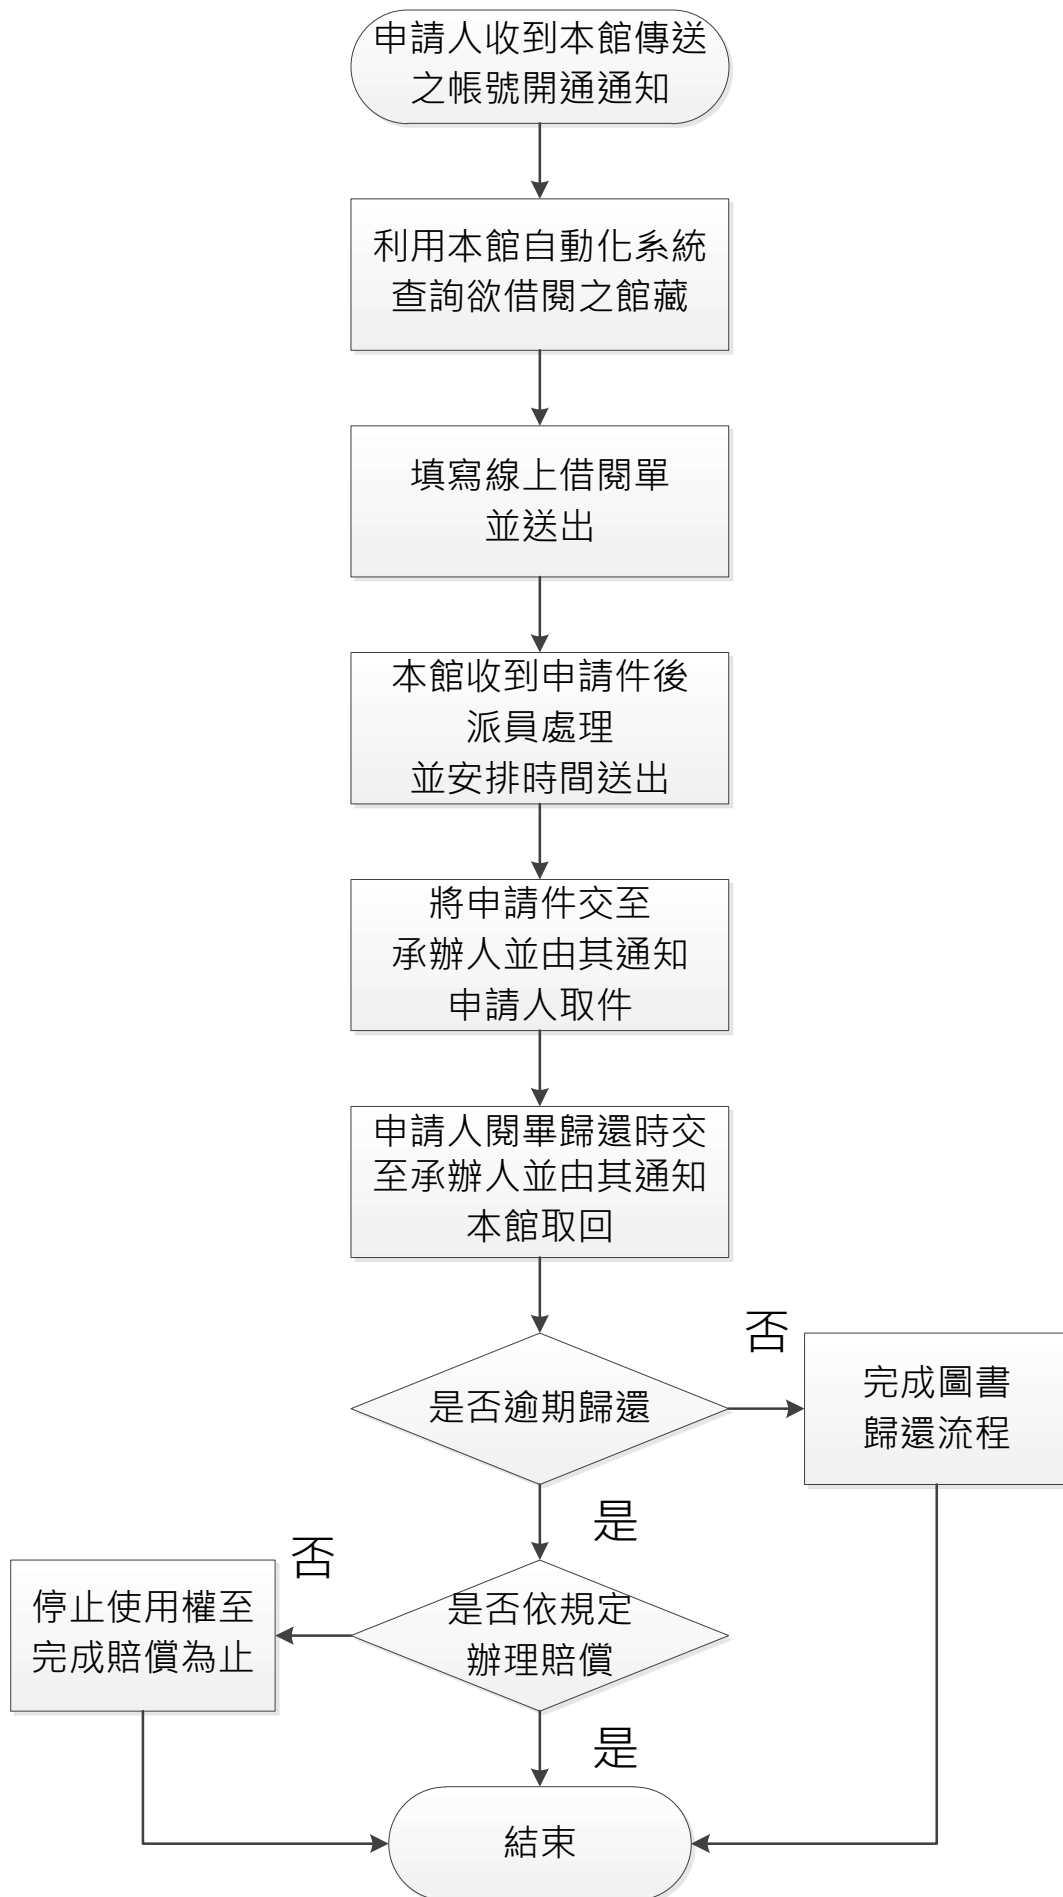 申請人收到本館傳送
之帳號開通通知
利用本館自動化系統
查詢欲借閱之館藏
填寫線上借閱單
並送出
本館收到申請件後
派員處理
並安排時間送出
將申請件交至
承辦人並由其通知
申請人取件
申請人閱畢歸還時交
至承辦人並由其通知
本館取回
是否逾期歸還
否
完成圖書
歸還流程
是
是否依規定
辦理賠償
否
停止使用權至
完成賠償為止
是
結束